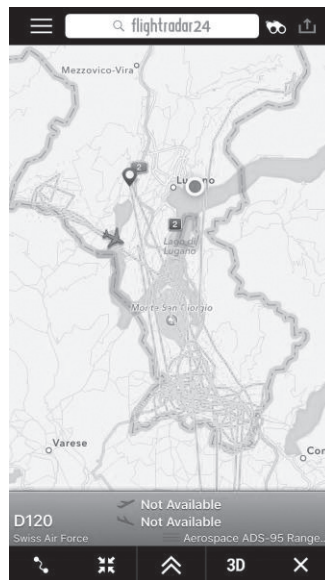 flightradar24
Mezzovico-Vira
2
Lugano
2
Lago di
Lugano
Monte San Giorgio
Varese
Co
Not Available
D120
Not Available
Swiss Air Force
Aerospace ADS-95 Range..
3D